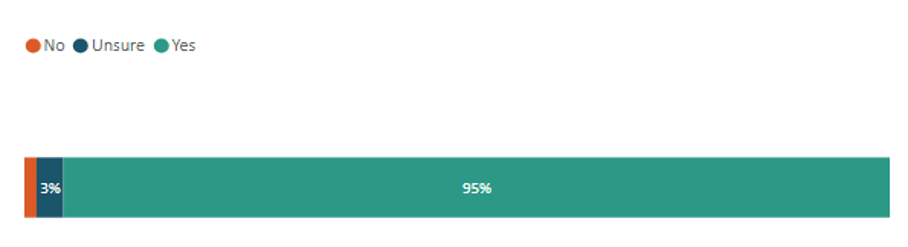 No Unsure Yes
3% 95%